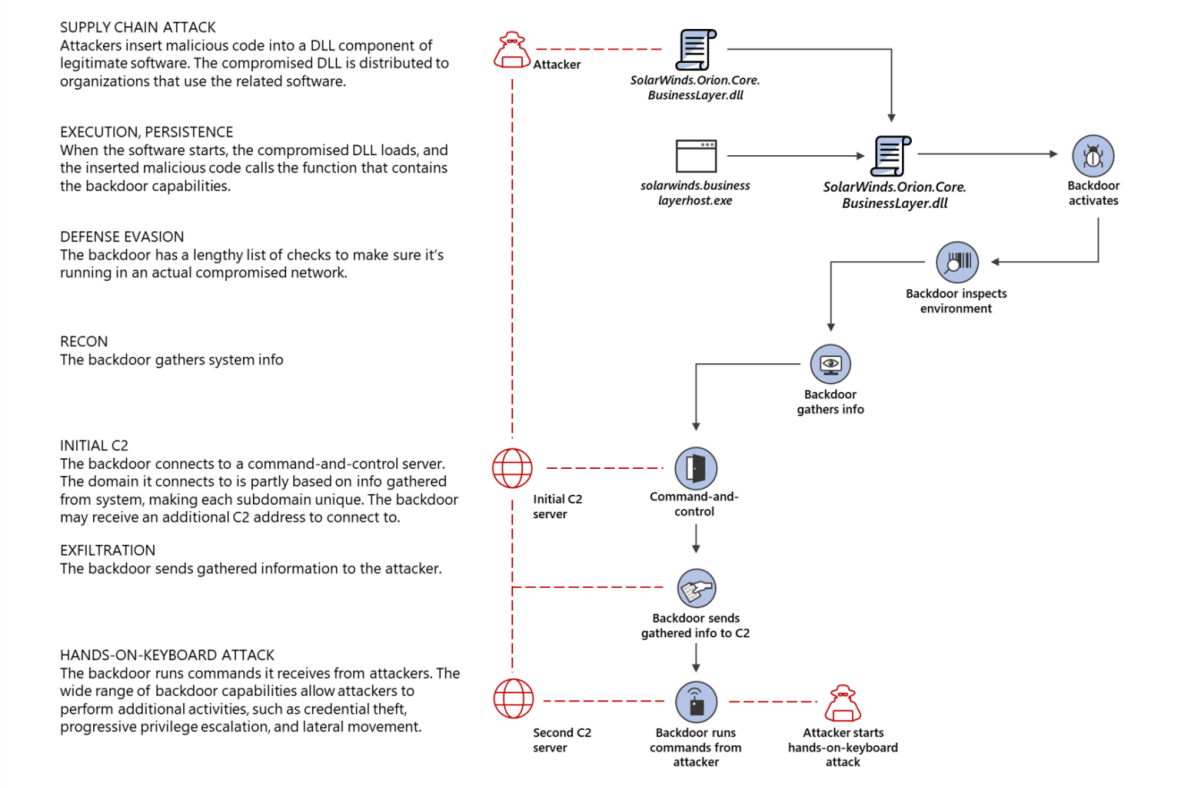 SUPPLY CHAIN ATTACK
Attackers insert malicious code into a DLL component of
legitimate software. The compromised DLL is distributed to
organizations that use the related software.
Attacker
SolarWinds.Orion.Core.
BusinessLayer.dll
EXECUTION, PERSISTENCE
When the software starts, the compromised DLL loads, and
the inserted malicious code calls the function that contains
the backdoor capabilities.
solarwinds.business
layerhost.exe
SolarWinds.Orion.Core.
BusinessLayer.dll
Backdoor
activates
DEFENSE EVASION
The backdoor has a lengthy list of checks to make sure it’s
running in an actual compromised network.
Backdoor inspects
environment
RECON
The backdoor gathers system info
Backdoor
gathers info
INITIAL C2
The backdoor connects to a command-and-control server.
The domain it connects to is partly based on info gathered
from system, making each subdomain unique. The backdoor
may receive an additional C2 address to connect to.
Initial C2
server
Command-and-
control
EXFILTRATION
The backdoor sends gathered information to the attacker.
Backdoor sends
gathered info to C2
HANDS-ON-KEYBOARD ATTACK
The backdoor runs commands it receives from attackers. The
wide range of backdoor capabilities allow attackers to
perform additional activities, such as credential theft,
progressive privilege escalation, and lateral movement.
Second C2
server
Backdoor runs
commands from
attacker
Attacker starts
hands-on-keyboard
attack